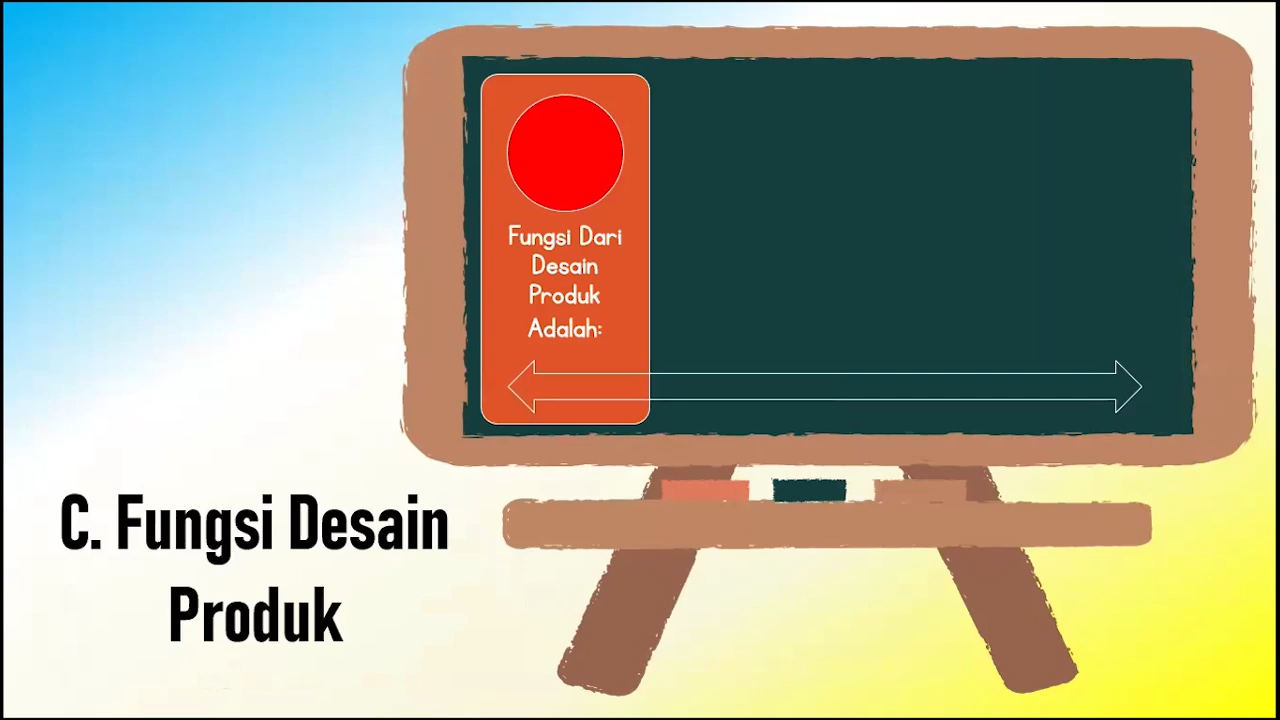 Fungsi Dari
Desain
Produk
Adalah:
C. Fungsi Desain
Produk